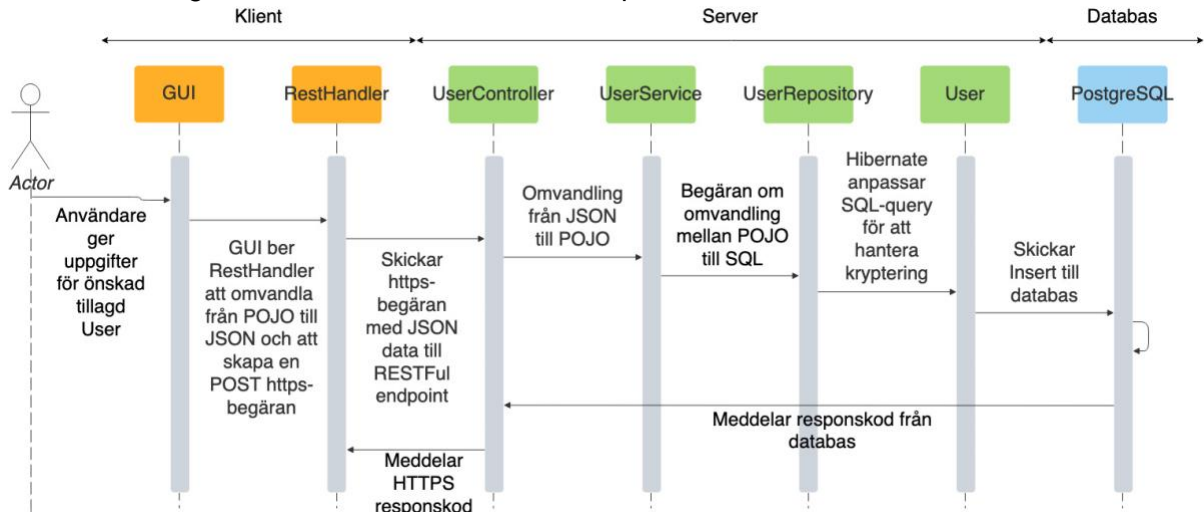 Klient
Server
Databas
GUI
RestHandler
UserController
UserService
UserRepository
User
PostgreSQL
Actor
Användare
ger
uppgifter
för önskad
tillagd
User
GUI ber
RestHandler
att omvandla
från POJO till
JSON och att
skapa en
POST https-
begäran
Skickar
https-
begäran
med JSON
data till
RESTFul
endpoint
Omvandling
från JSON
till POJO
Begäran om
omvandling
mellan POJO
till SQL
Hibernate
anpassar
SQL-query
för att
hantera
kryptering
Skickar
Insert till
databas
Meddelar responskod från
databas
Meddelar
HTTPS
responskod